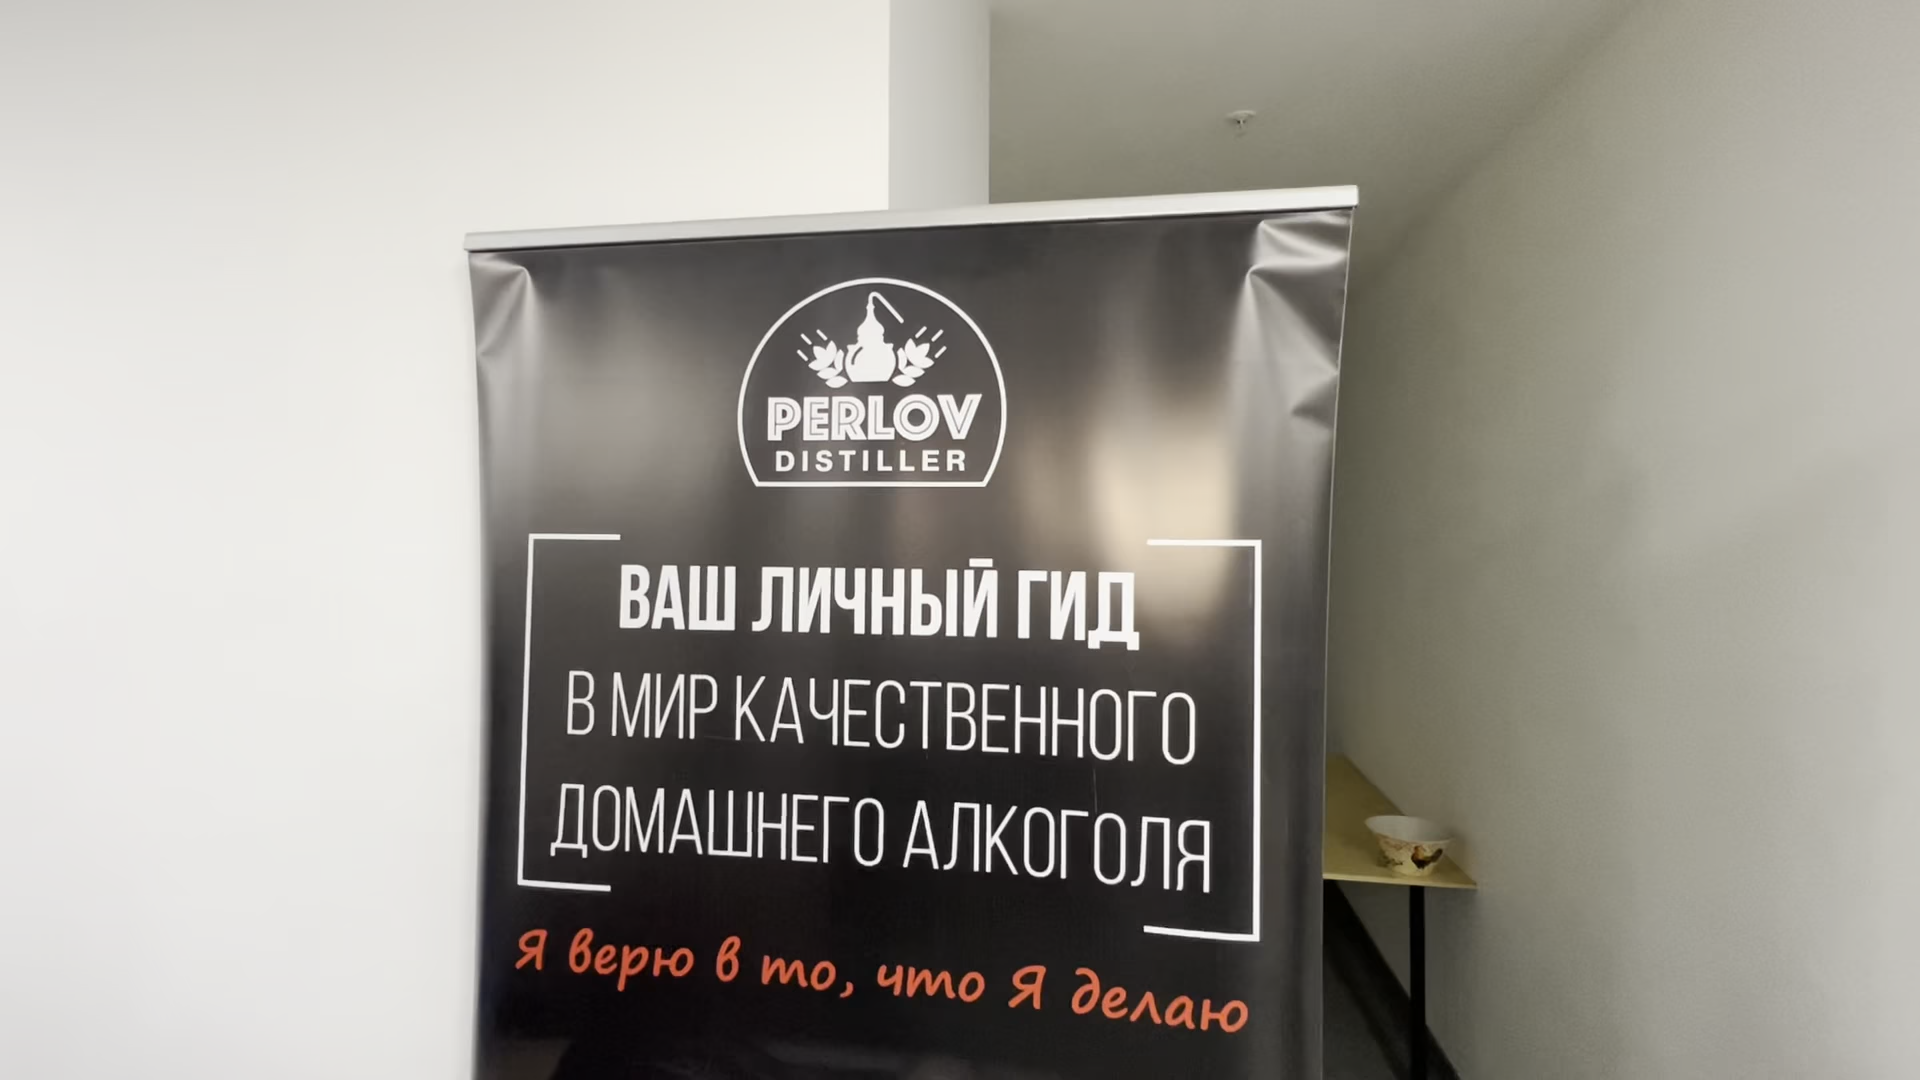 PERLOV
DISTILLER
ВАШ ЛИЧНЫЙ ГИД
В МИР КАЧЕСТВЕННОГО
ДОМАШНЕГО АЛКОГОЛЯ
Я верю в то, что Я делаю